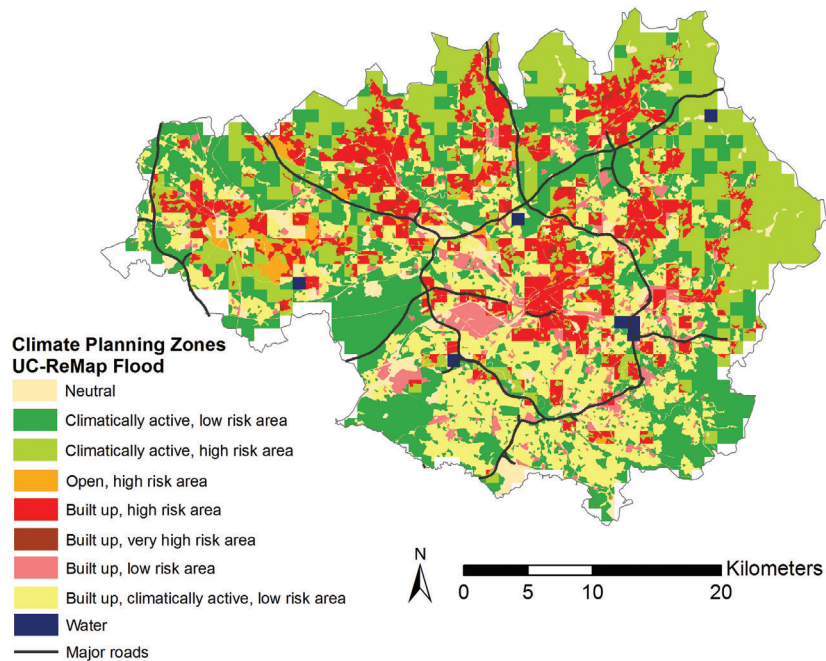 Climate Planning Zones
UC-ReMap Flood
Neutral
Climatically active, low risk area
Climatically active, high risk area
Open, high risk area
Built up, high risk area
Built up, very high risk area
Built up, low risk area
Built up, climatically active, low risk area
Water
Major roads
N
Kilometers
0 5 10 20